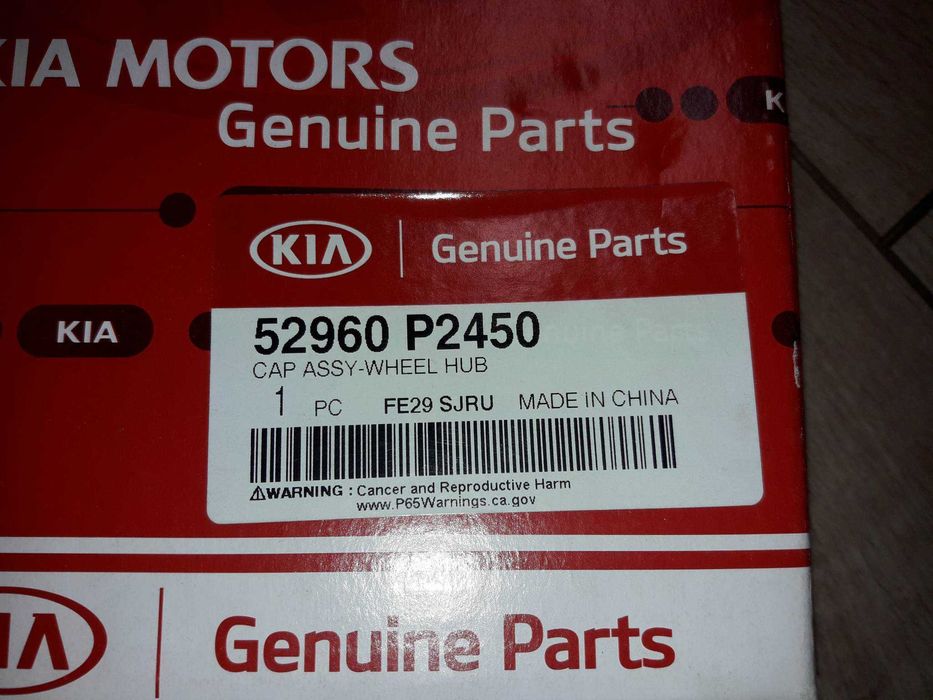 KIA MOTORS
Genuine Parts
K
KIA Genuine Parts
KIA
52960 P2450
CAP ASSY-WHEEL HUB
1 PC FE29 SJRU MADE IN CHINA
⚠WARNING : Cancer and Reproductive Harm
www.P65Warnings.ca.gov
IA Genuine Parts